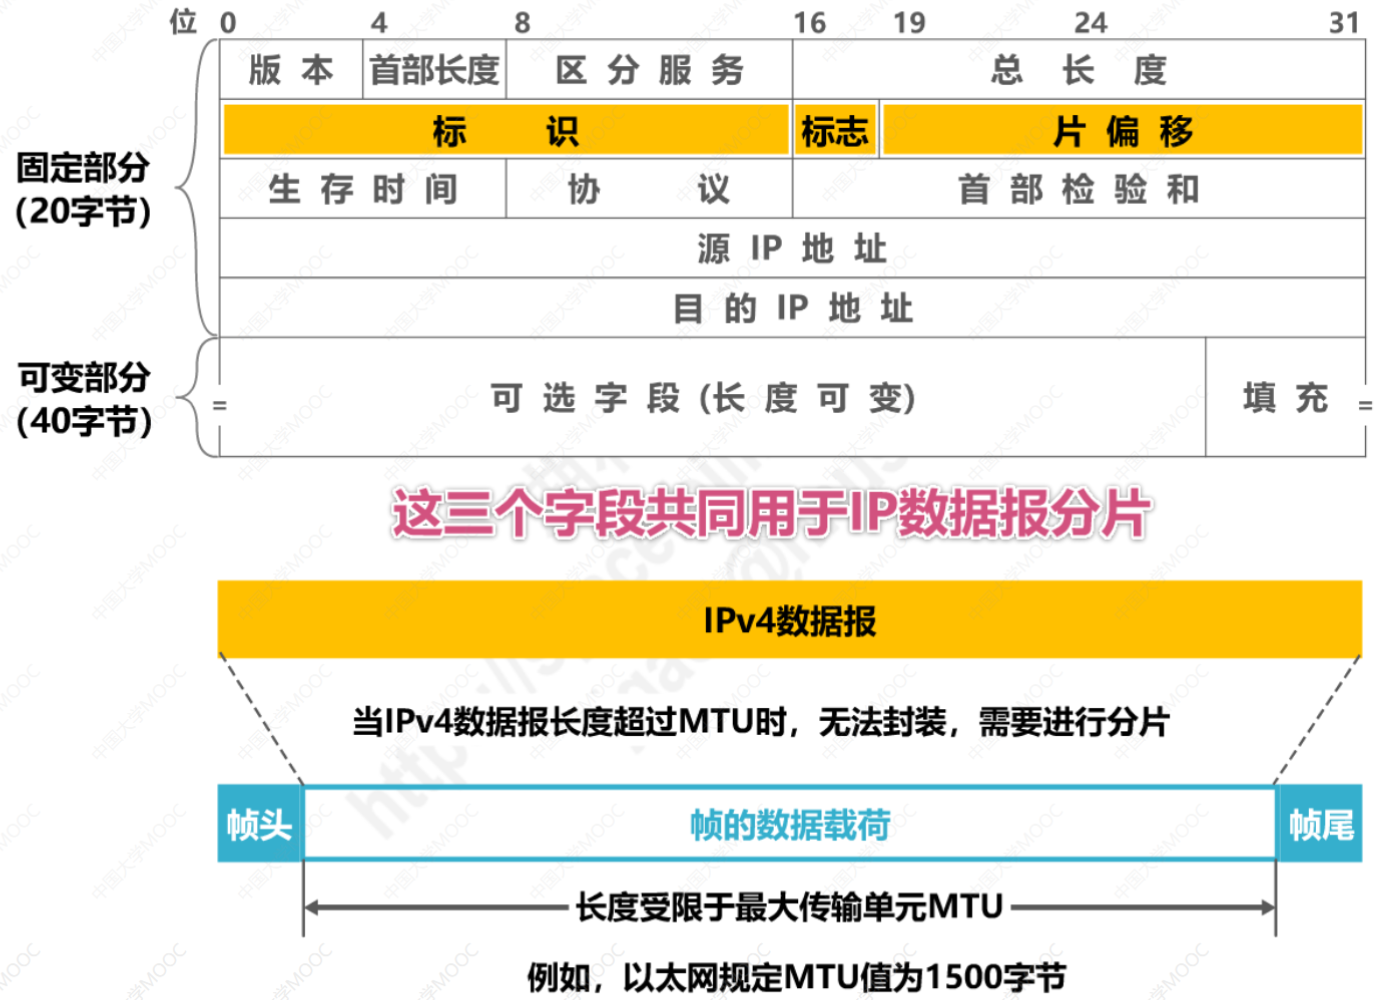 位 0 4 8 16 19 24 31
版 本 首部长度 区 分 服 务 总 长 度
标 识 标志 片 偏 移
固定部分
(20字节)
生 存 时 间 协 议 首 部 检 验 和
源 IP 地 址
目 的 IP 地 址
可变部分
(40字节)
= 可 选 字 段 (长 度 可 变) 填 充 =
这三个字段共同用于IP数据报分片
IPv4数据报
当IPv4数据报长度超过MTU时，无法封装，需要进行分片
帧头 帧的数据载荷 帧尾
长度受限于最大传输单元MTU
例如，以太网规定MTU值为1500字节
中国大学MOOC